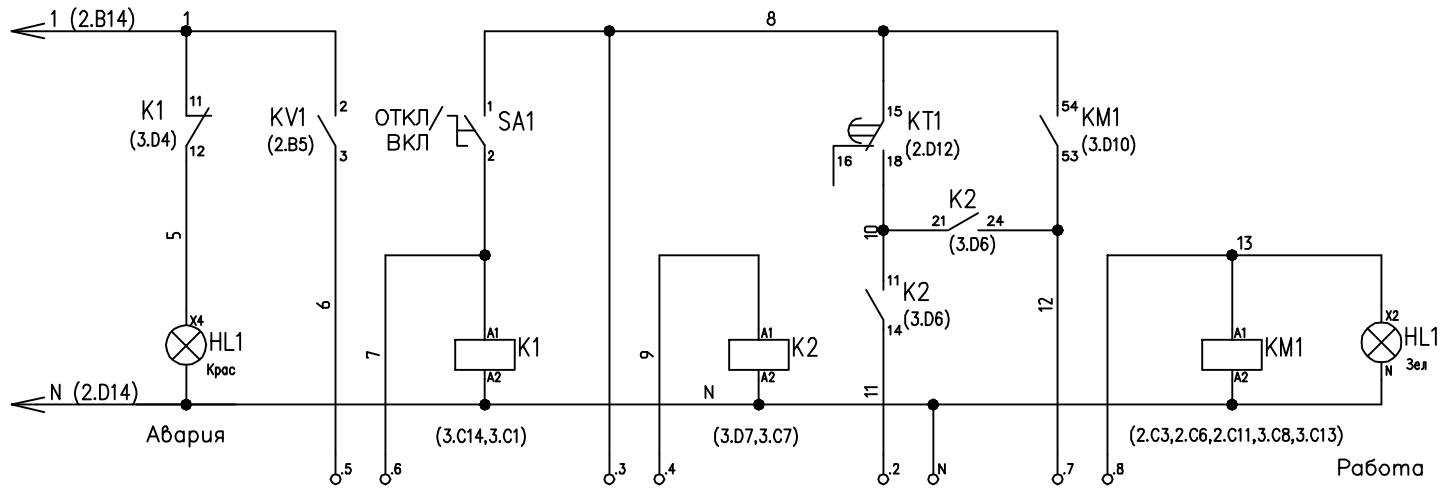 1 (2.B14)
1
8
K1
(3.D4)
11
12
KV1
(2.B5)
2
3
ОТКЛ/
ВКЛ
1
2
SA1
15
16
18
KT1
(2.D12)
54
53
KM1
(3.D10)
K2
21
24
(3.D6)
10
11
14
K2
(3.D6)
5
6
7
9
11
12
13
X4
HL1
Крас
A1
A2
K1
A1
A2
K2
A1
A2
KM1
X2
N
HL1
Зел
N (2.D14)
N
Авария
(3.C14,3.C1)
(3.D7,3.C7)
(2.C3,2.C6,2.C11,3.C8,3.C13)
Работа
.5
.6
.3
.4
.2
N
.7
.8